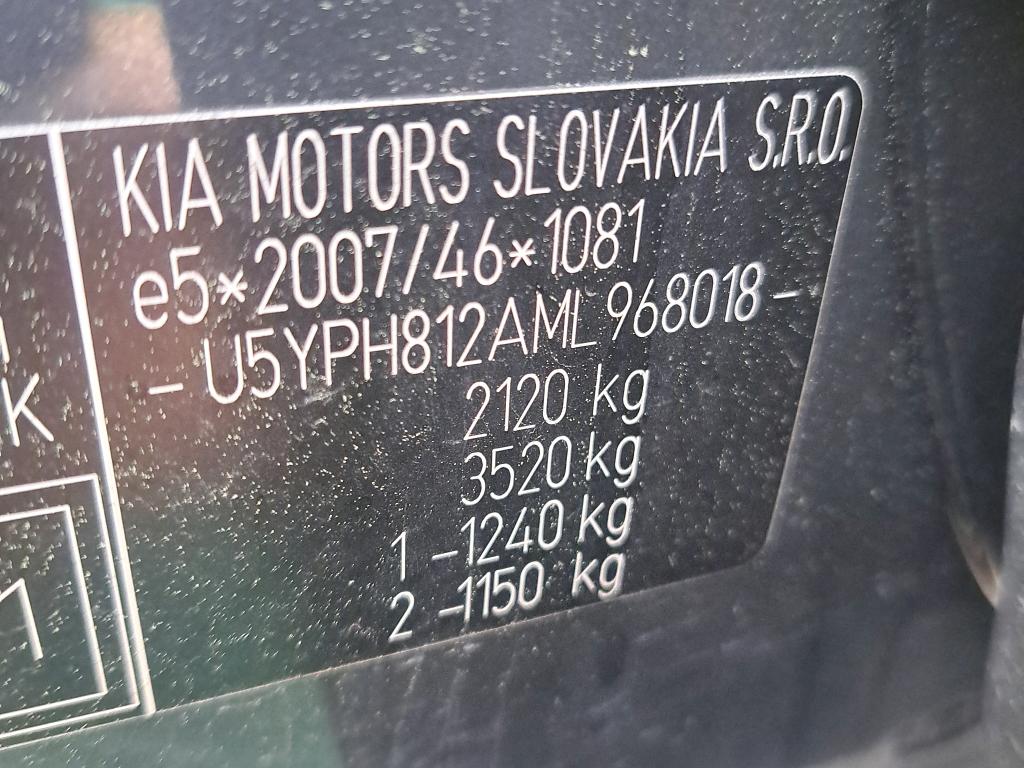 KIA MOTORS SLOVAKIA S.R.O.
e5*2007/46*1081
- U5YPH812AML968018 -
2120 kg
3520 kg
1 - 1240 kg
2 - 1150 kg
K